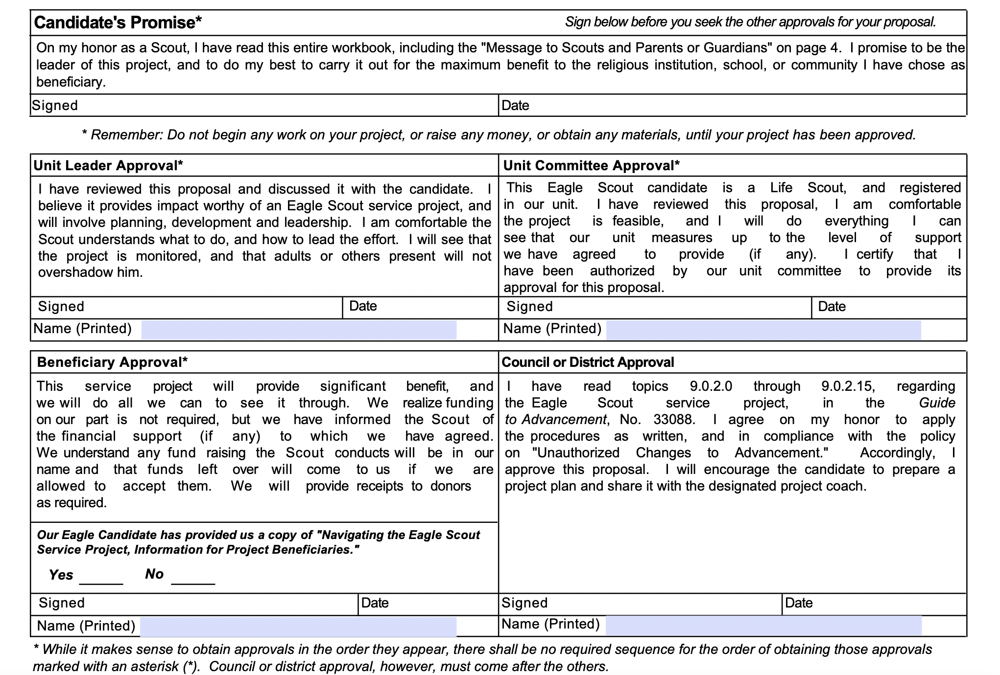 Candidate's Promise* Sign below before you seek the other approvals for your proposal.
On my honor as a Scout, I have read this entire workbook, including the "Message to Scouts and Parents or Guardians" on page 4. I promise to be the
leader of this project, and to do my best to carry it out for the maximum benefit to the religious institution, school, or community I have chose as
beneficiary.
Signed Date
* Remember: Do not begin any work on your project, or raise any money, or obtain any materials, until your project has been approved.
Unit Leader Approval*
I have reviewed this proposal and discussed it with the candidate. I
believe it provides impact worthy of an Eagle Scout service project, and
will involve planning, development and leadership. I am comfortable the
Scout understands what to do, and how to lead the effort. I will see that
the project is monitored, and that adults or others present will not
overshadow him.
Signed Date
Name (Printed)
Unit Committee Approval*
This Eagle Scout candidate is a Life Scout, and registered
in our unit. I have reviewed this proposal, I am comfortable
the project is feasible, and I will do everything I can
see that our unit measures up to the level of support
we have agreed to provide (if any). I certify that I
have been authorized by our unit committee to provide its
approval for this proposal.
Signed Date
Name (Printed)
Beneficiary Approval*
This service project will provide significant benefit, and
we will do all we can to see it through. We realize funding
on our part is not required, but we have informed the Scout of
the financial support (if any) to which we have agreed.
We understand any fund raising the Scout conducts will be in our
name and that funds left over will come to us if we are
allowed to accept them. We will provide receipts to donors
as required.
Our Eagle Candidate has provided us a copy of "Navigating the Eagle Scout
Service Project, Information for Project Beneficiaries."
Yes ______ No ______
Signed Date
Name (Printed)
Council or District Approval
I have read topics 9.0.2.0 through 9.0.2.15, regarding
the Eagle Scout service project, in the Guide
to Advancement, No. 33088. I agree on my honor to apply
the procedures as written, and in compliance with the policy
on "Unauthorized Changes to Advancement." Accordingly, I
approve this proposal. I will encourage the candidate to prepare a
project plan and share it with the designated project coach.
Signed Date
Name (Printed)
* While it makes sense to obtain approvals in the order they appear, there shall be no required sequence for the order of obtaining those approvals
marked with an asterisk (*). Council or district approval, however, must come after the others.